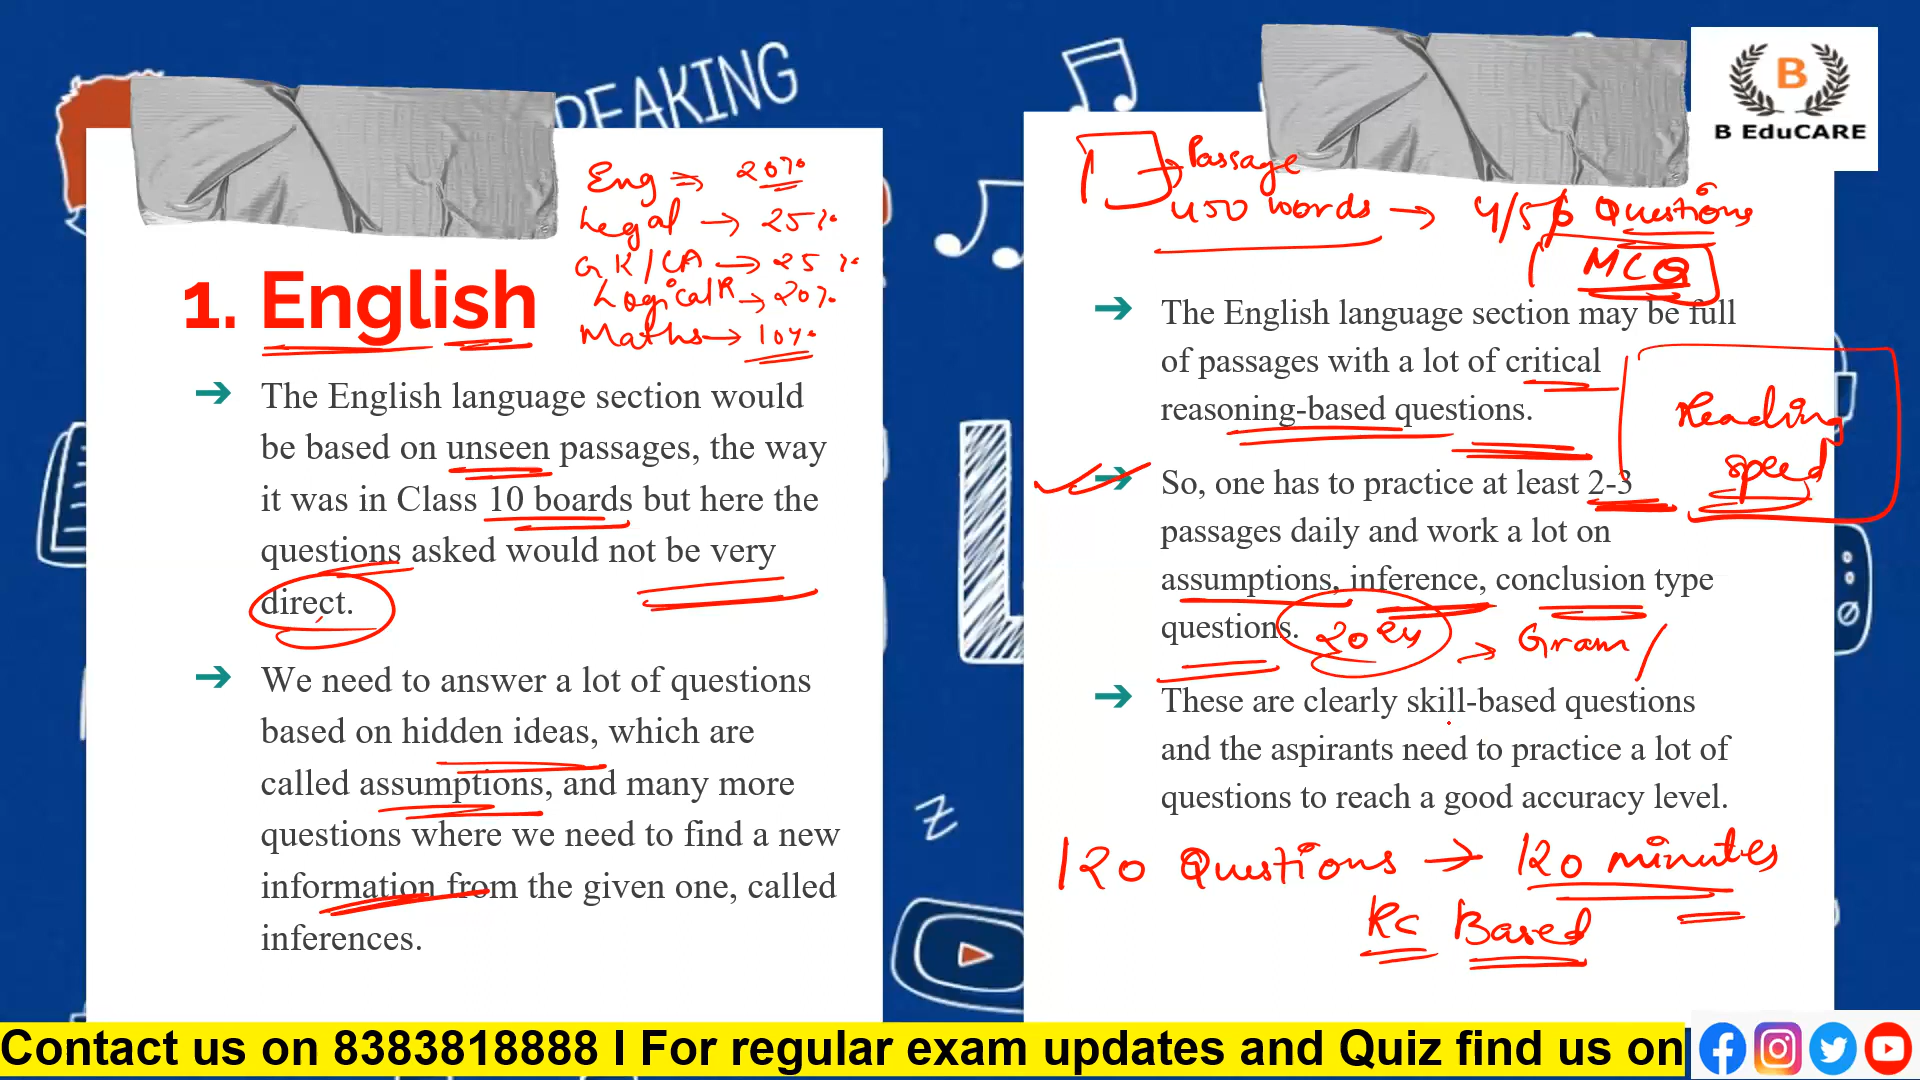 PEAKING
B
B EduCARE
Eng => 20%
Legal → 25%
GK/CA → 25%
Logical R → 20%
Maths → 10%
1. English
➔ The English language section would
be based on unseen passages, the way
it was in Class 10 boards but here the
questions asked would not be very
direct.
➔ We need to answer a lot of questions
based on hidden ideas, which are
called assumptions, and many more
questions where we need to find a new
information from the given one, called
inferences.
→ Passage
450 words → 4/5/6 Questions
MCQ
➔ The English language section may be full
of passages with a lot of critical
reasoning-based questions.
Reading
speed
➔ So, one has to practice at least 2-3
passages daily and work a lot on
assumptions, inference, conclusion type
questions.
→ Gram/
➔ These are clearly skill-based questions
and the aspirants need to practice a lot of
questions to reach a good accuracy level.
120 Questions → 120 minutes
RC Based
Contact us on 8383818888 I For regular exam updates and Quiz find us on